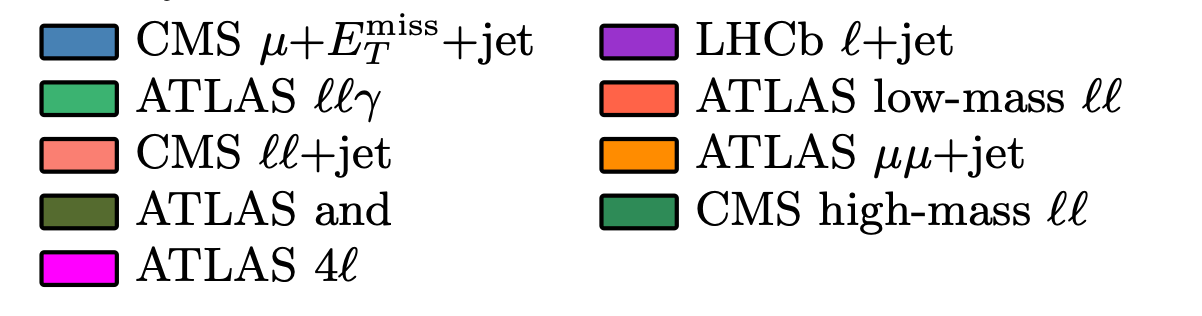 CMS μ+E_T^miss+jet
ATLAS ℓℓγ
CMS ℓℓ+jet
ATLAS and
ATLAS 4ℓ
LHCb ℓ+jet
ATLAS low-mass ℓℓ
ATLAS μμ+jet
CMS high-mass ℓℓ